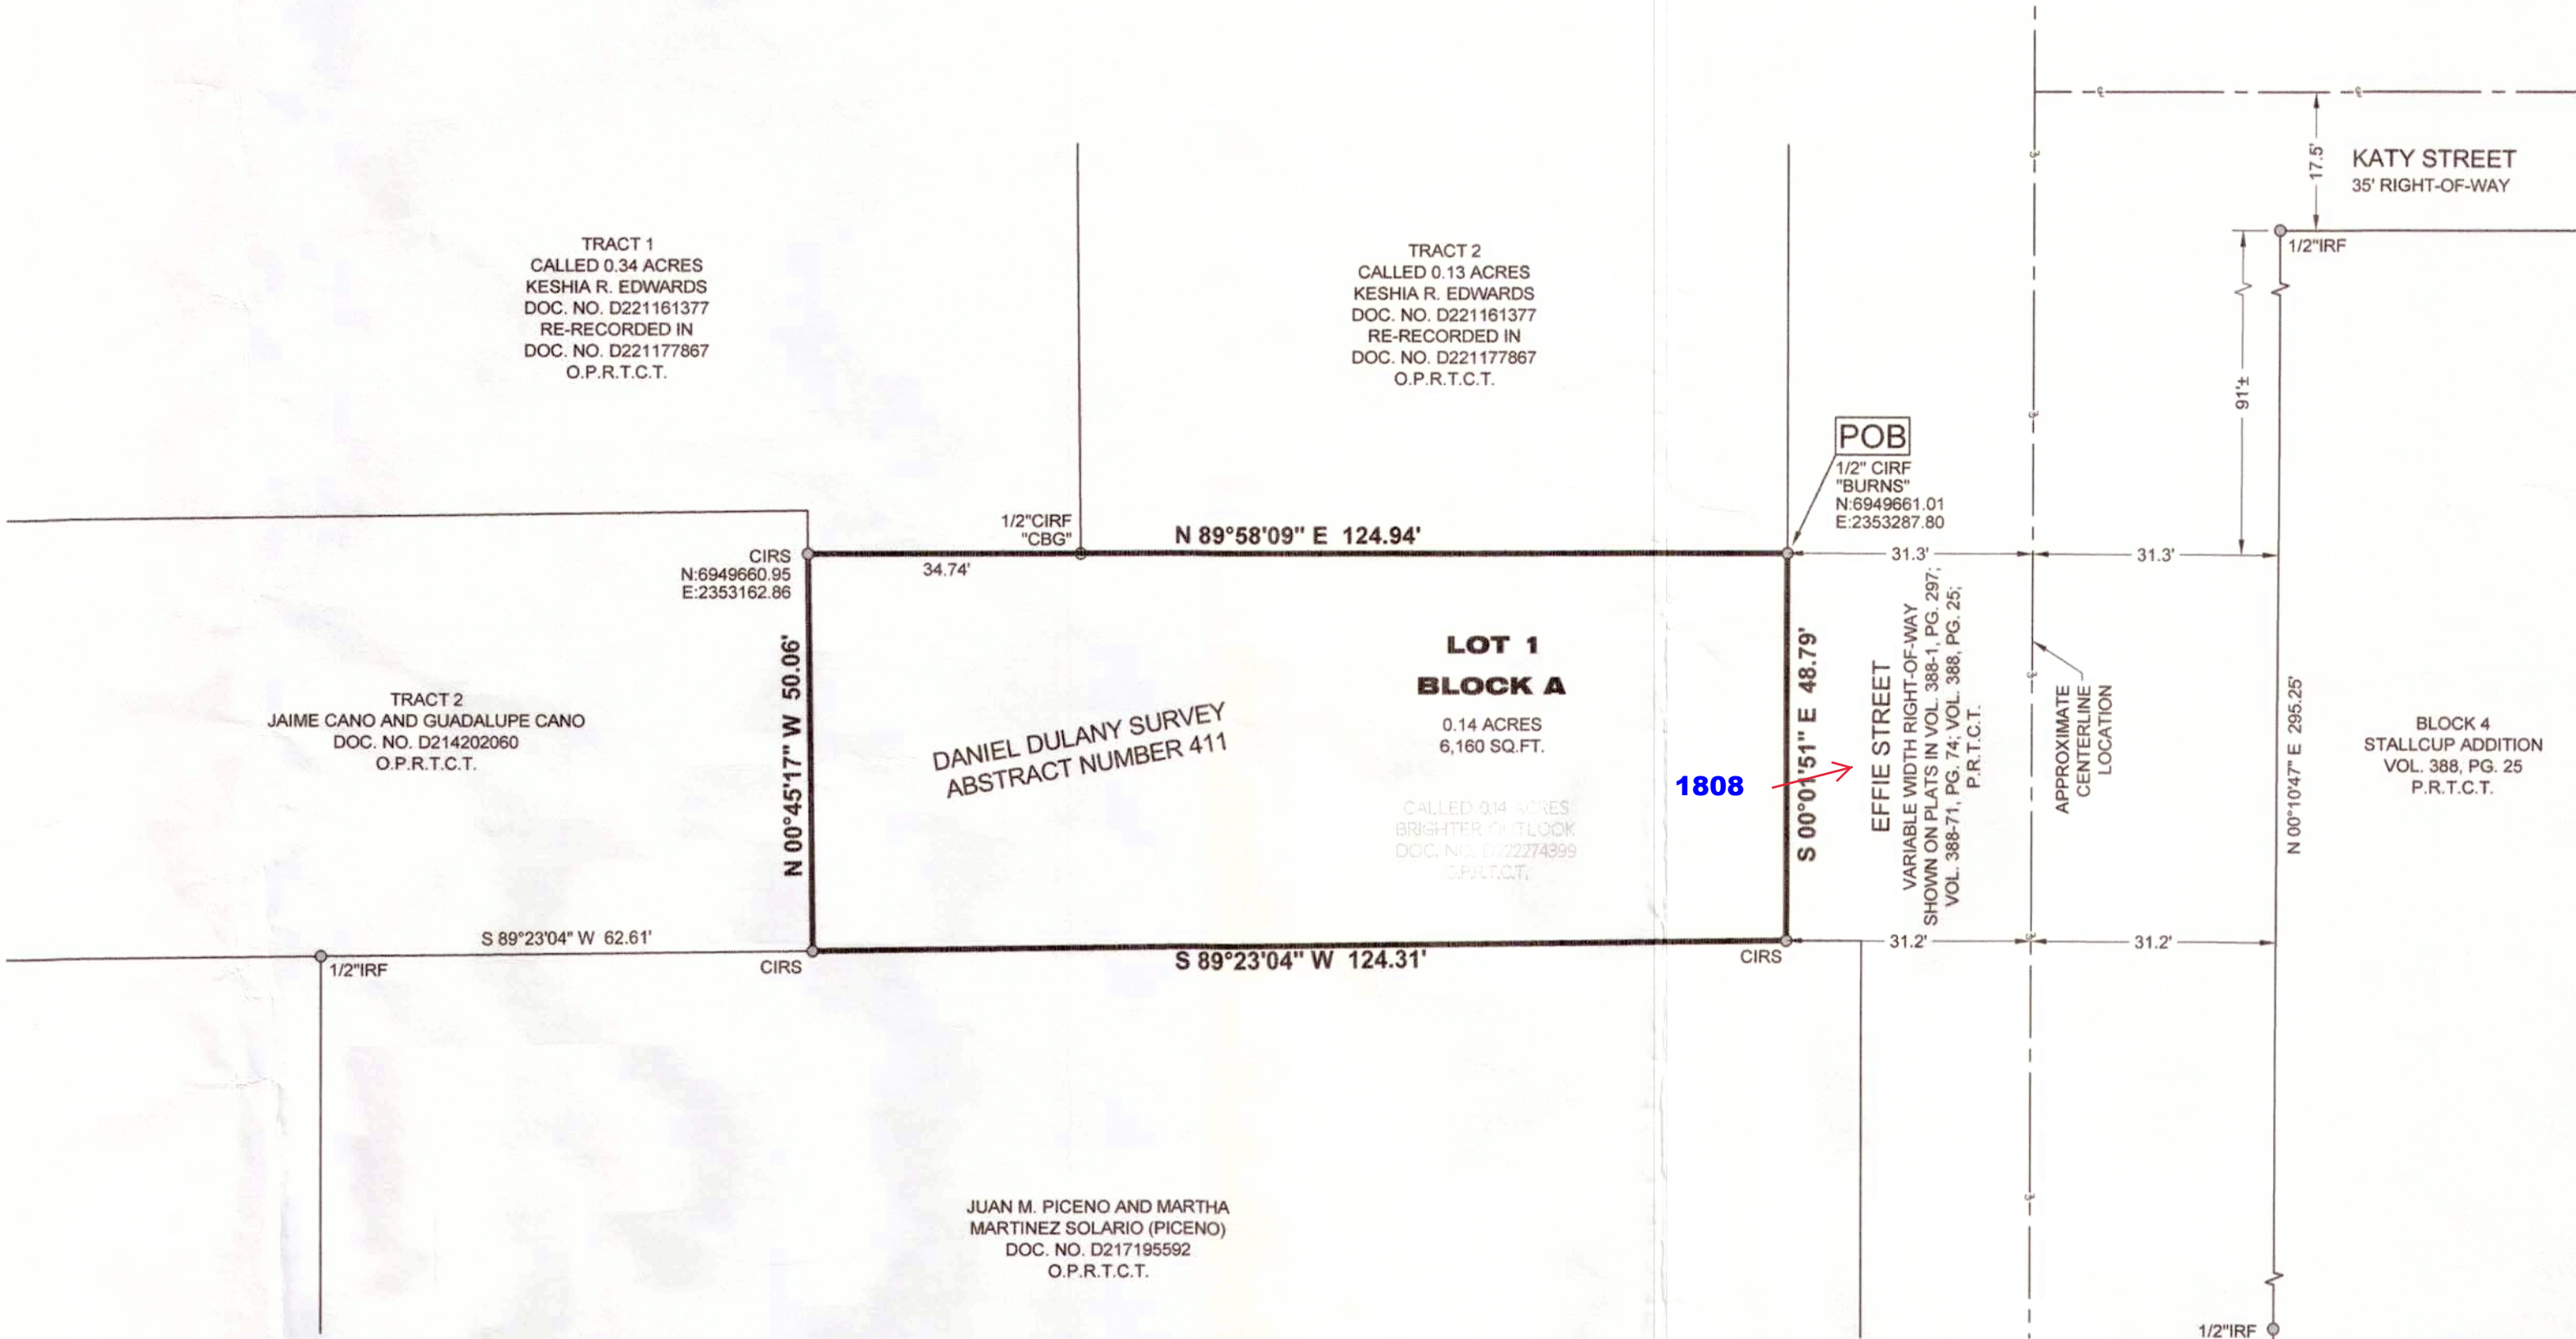 KATY STREET
35' RIGHT-OF-WAY
17.5'
1/2"IRF
91'±
TRACT 1
CALLED 0.34 ACRES
KESHIA R. EDWARDS
DOC. NO. D221161377
RE-RECORDED IN
DOC. NO. D221177867
O.P.R.T.C.T.
TRACT 2
CALLED 0.13 ACRES
KESHIA R. EDWARDS
DOC. NO. D221161377
RE-RECORDED IN
DOC. NO. D221177867
O.P.R.T.C.T.
POB
1/2" CIRF
"BURNS"
N:6949661.01
E:2353287.80
1/2"CIRF
"CBG"
N 89°58'09" E 124.94'
CIRS
N:6949660.95
E:2353162.86
34.74'
31.3'
31.3'
TRACT 2
JAIME CANO AND GUADALUPE CANO
DOC. NO. D214202060
O.P.R.T.C.T.
N 00°45'17" W 50.06'
DANIEL DULANY SURVEY
ABSTRACT NUMBER 411
LOT 1
BLOCK A
0.14 ACRES
6,160 SQ.FT.
CALLED 0.14 ACRES
BRIGHTER OUTLOOK
DOC. NO. D222274399
O.P.R.T.C.T.
1808
S 00°01'51" E 48.79'
EFFIE STREET
VARIABLE WIDTH RIGHT-OF-WAY
SHOWN ON PLATS IN VOL. 388-1, PG. 297;
VOL. 388-71, PG. 74; VOL. 388, PG. 25;
P.R.T.C.T.
APPROXIMATE
CENTERLINE
LOCATION
N 00°10'47" E 295.25'
BLOCK 4
STALLCUP ADDITION
VOL. 388, PG. 25
P.R.T.C.T.
S 89°23'04" W 62.61'
1/2"IRF
CIRS
S 89°23'04" W 124.31'
CIRS
31.2'
31.2'
JUAN M. PICENO AND MARTHA
MARTINEZ SOLARIO (PICENO)
DOC. NO. D217195592
O.P.R.T.C.T.
1/2"IRF